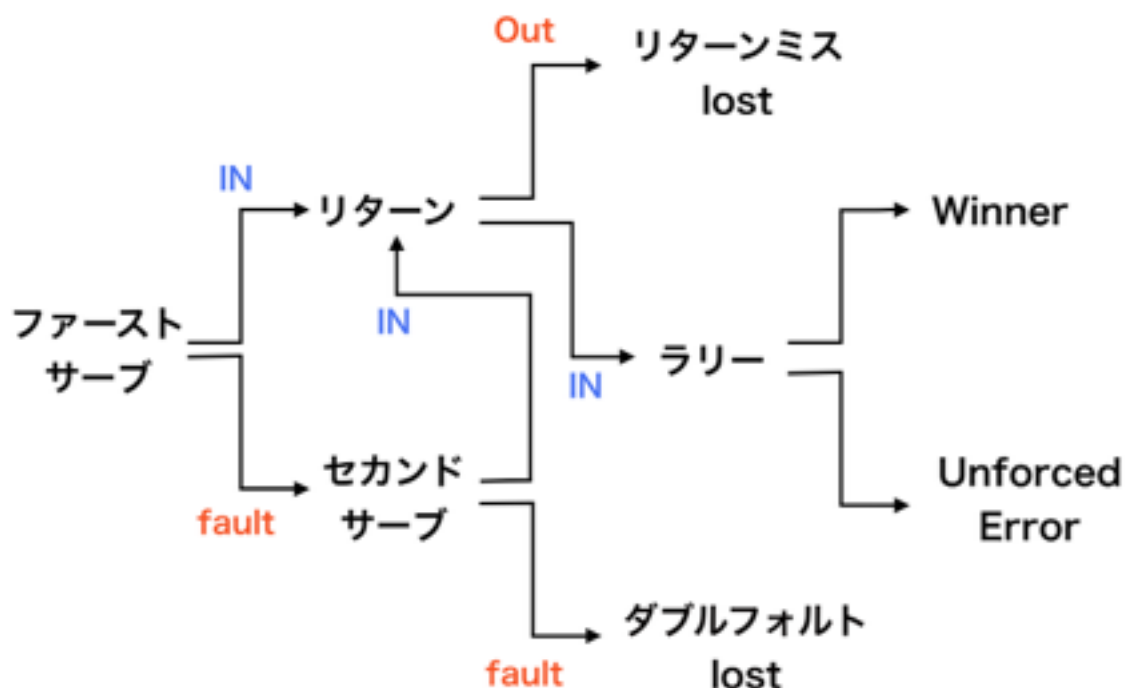 Out
リターンミス
lost
IN
リターン
Winner
ファースト
サーブ
IN
ラリー
IN
セカンド
サーブ
fault
Unforced
Error
ダブルフォルト
lost
fault